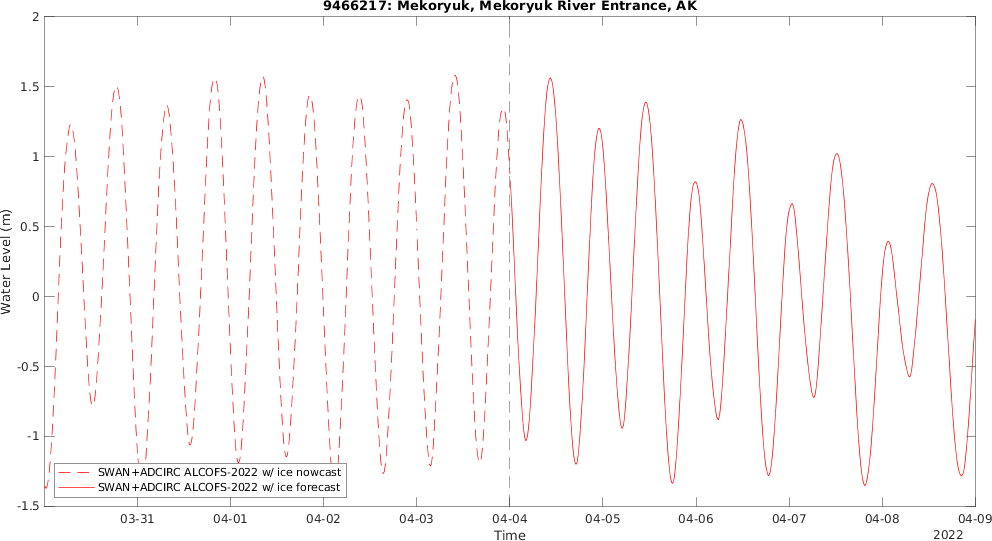 9466217: Mekoryuk, Mekoryuk River Entrance, AK
2
1.5
1
0.5
0
-0.5
-1
-1.5
Water Level (m)
SWAN+ADCIRC ALCOFS-2022 w/ ice nowcast
SWAN+ADCIRC ALCOFS-2022 w/ ice forecast
03-31 04-01 04-02 04-03 04-04 04-05 04-06 04-07 04-08 04-09
Time
2022